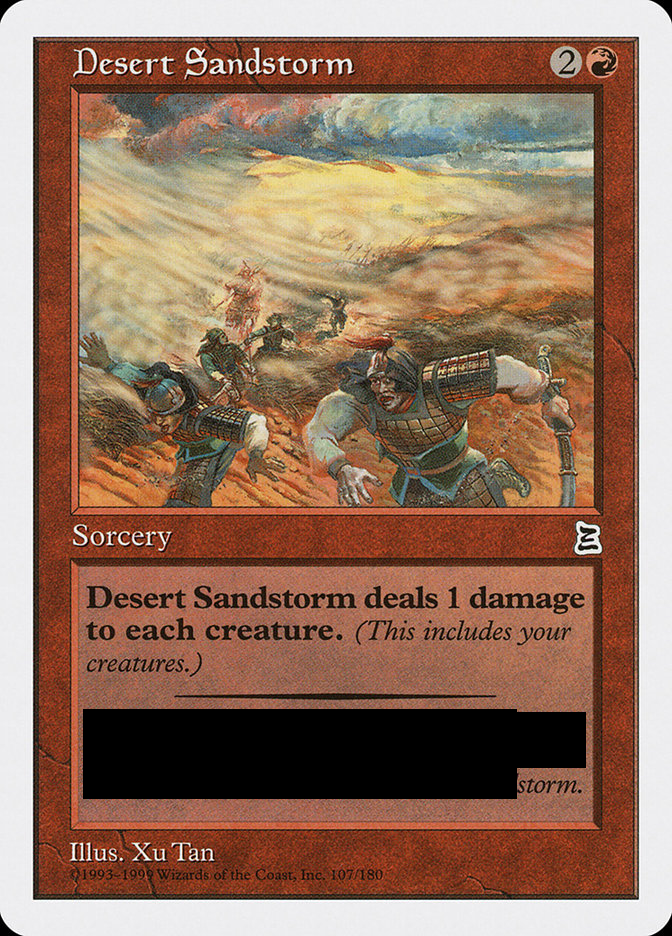 Desert Sandstorm 2
Sorcery
Desert Sandstorm deals 1 damage
to each creature. (This includes your
creatures.)
storm.
Illus. Xu Tan
©1993–1999 Wizards of the Coast, Inc. 107/180